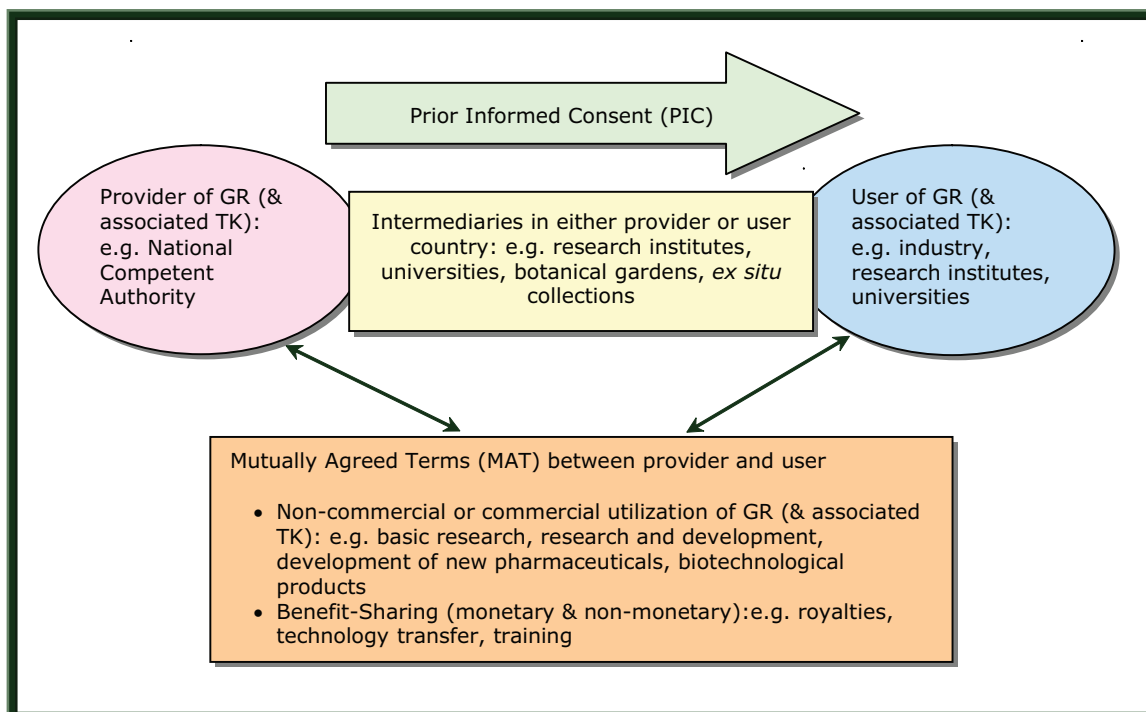 Prior Informed Consent (PIC)
Provider of GR (&
associated TK):
e.g. National
Competent
Authority
Intermediaries in either provider or user
country: e.g. research institutes,
universities, botanical gardens, ex situ
collections
User of GR (&
associated TK):
e.g. industry,
research institutes,
universities
Mutually Agreed Terms (MAT) between provider and user
• Non-commercial or commercial utilization of GR (& associated
TK): e.g. basic research, research and development,
development of new pharmaceuticals, biotechnological
products
• Benefit-Sharing (monetary & non-monetary):e.g. royalties,
technology transfer, training